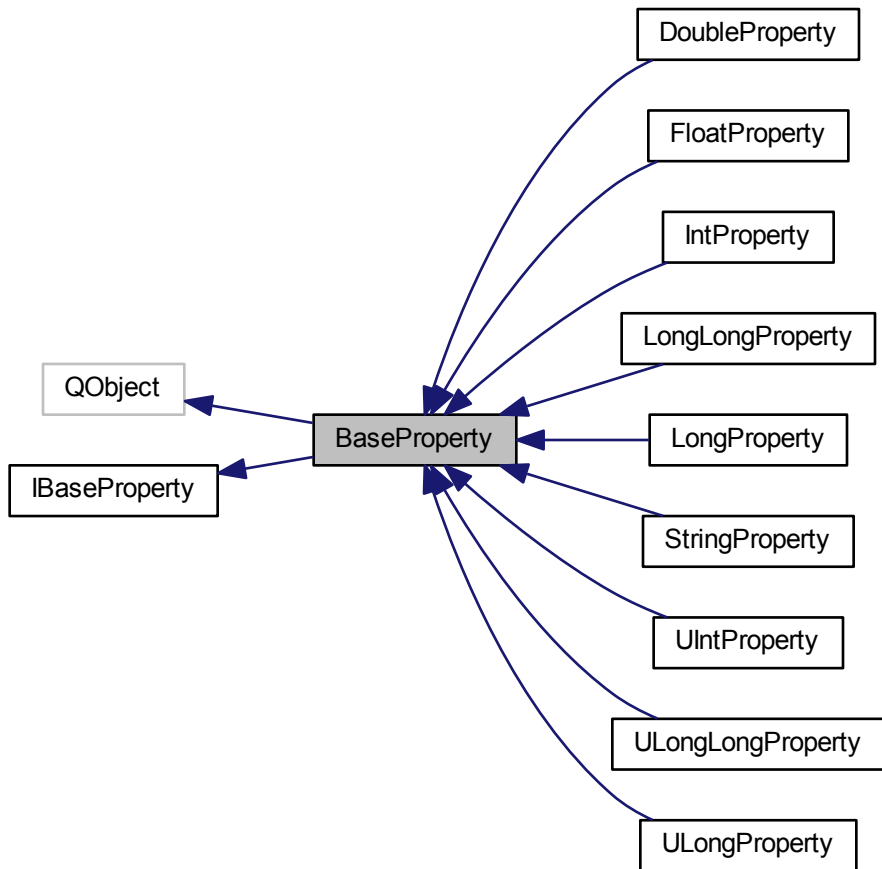 DoubleProperty
FloatProperty
IntProperty
LongLongProperty
QObject
BaseProperty
LongProperty
IBaseProperty
StringProperty
UIntProperty
ULongLongProperty
ULongProperty